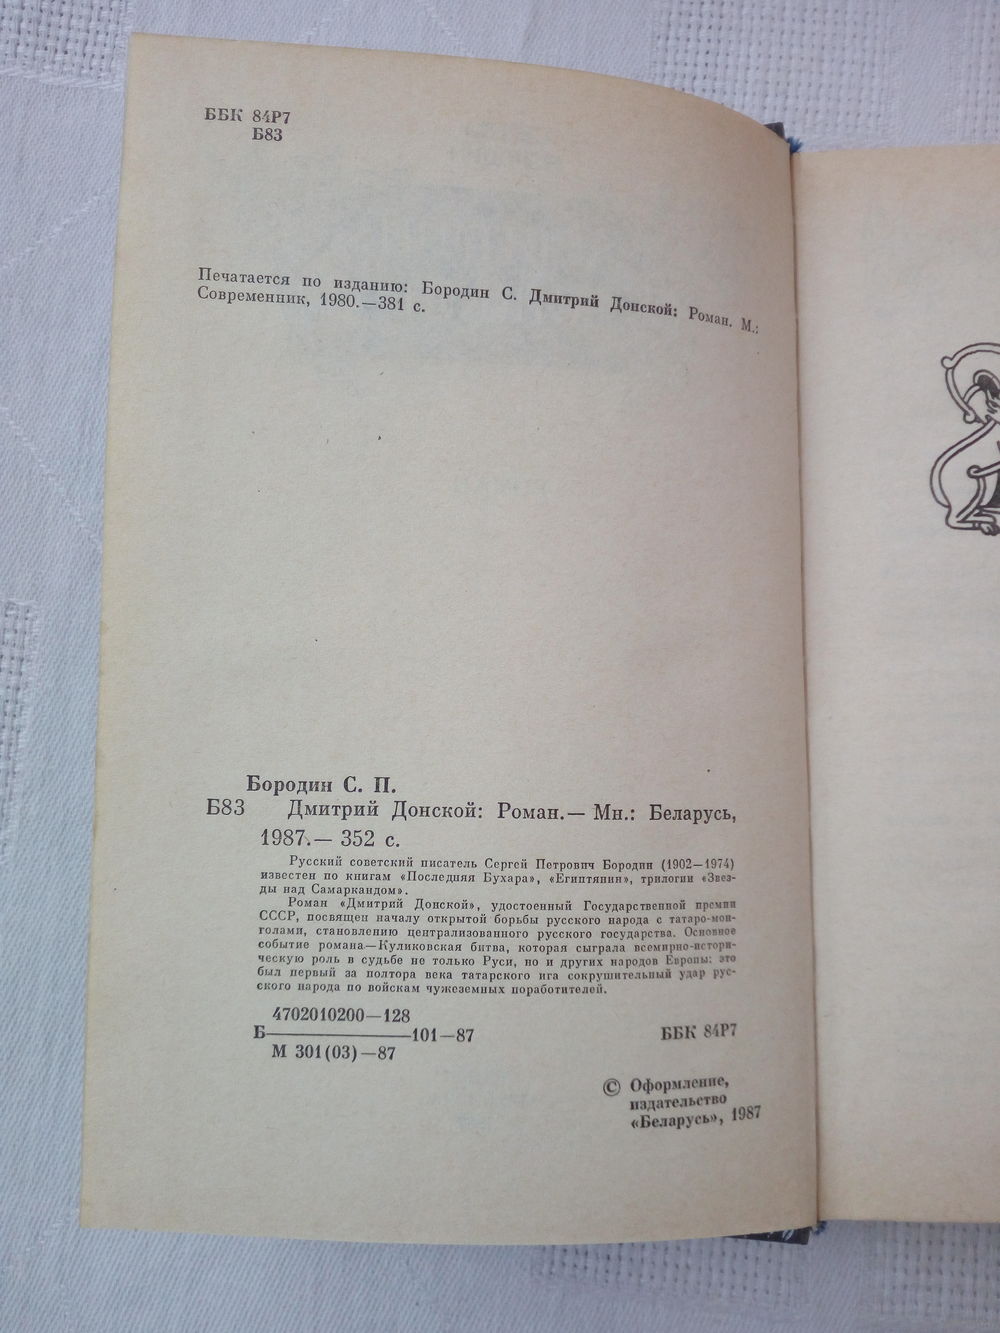 ББК 84Р7
Б83
Печатается по изданию: Бородин С. Дмитрий Донской: Роман. М.:
Современник, 1980.—381 с.
Бородин С. П.
Б83 Дмитрий Донской: Роман.— Мн.: Беларусь,
1987.— 352 с.
Русский советский писатель Сергей Петрович Бородин (1902—1974)
известен по книгам «Последняя Бухара», «Египтянин», трилогии «Звез-
ды над Самаркандом».
Роман «Дмитрий Донской», удостоенный Государственной премии
СССР, посвящен началу открытой борьбы русского народа с татаро-мон-
голами, становлению централизованного русского государства. Основное
событие романа—Куликовская битва, которая сыграла всемирно-истори-
ческую роль в судьбе не только Руси, но и других народов Европы: это
был первый за полтора века татарского ига сокрушительный удар рус-
ского народа по войскам чужеземных поработителей.
4702010200—128
Б————————101—87
М 301(03)—87
ББК 84Р7
© Оформление,
издательство
«Беларусь», 1987